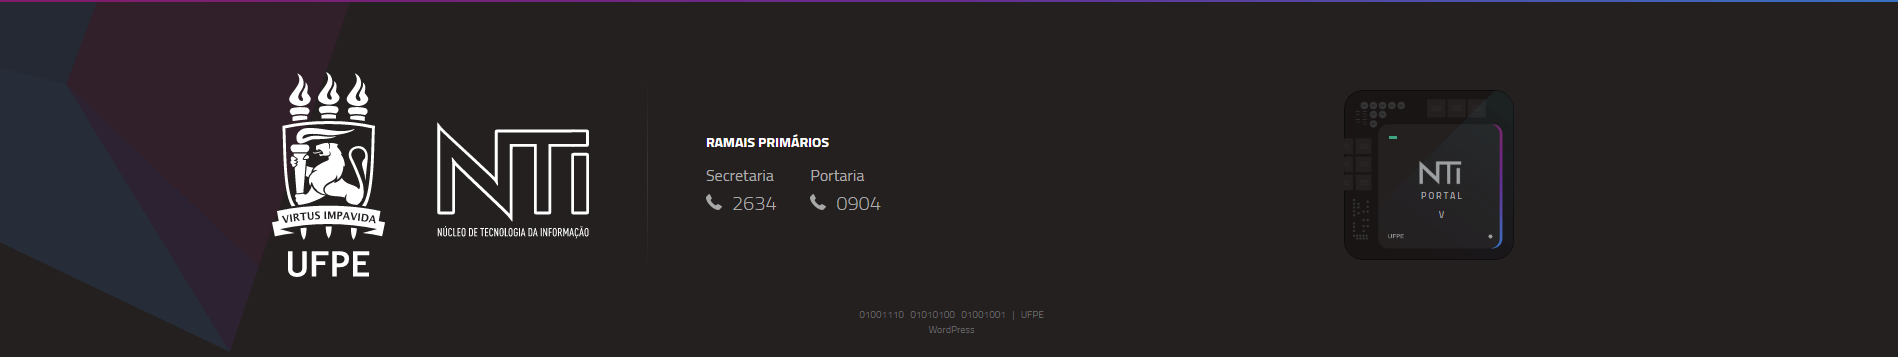 VIRTUS IMPAVIDA
UFPE
NTi
NÚCLEO DE TECNOLOGIA DA INFORMAÇÃO
RAMAIS PRIMÁRIOS
Secretaria Portaria
2634 0904
NTi
PORTAL
V
UFPE
01001110 01010100 01001001 | UFPE
WordPress